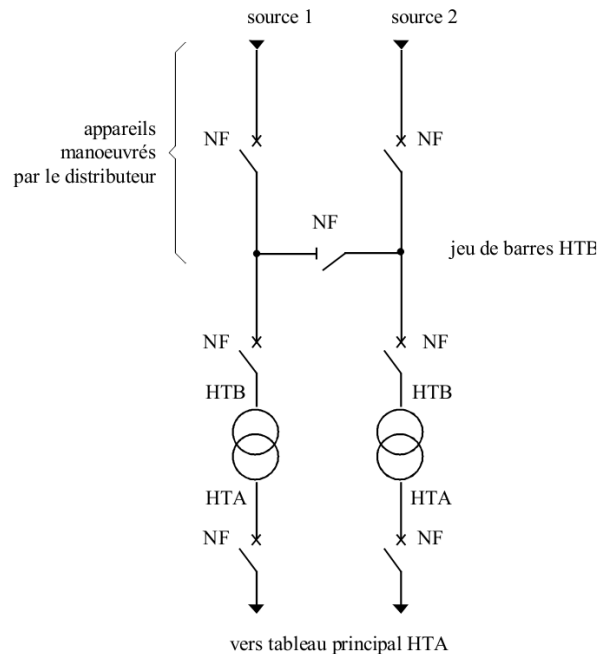 source 1
source 2
appareils
manoeuvrés
par le distributeur
NF
NF
NF
jeu de barres HTB
NF
NF
HTB
HTB
HTA
HTA
NF
NF
vers tableau principal HTA